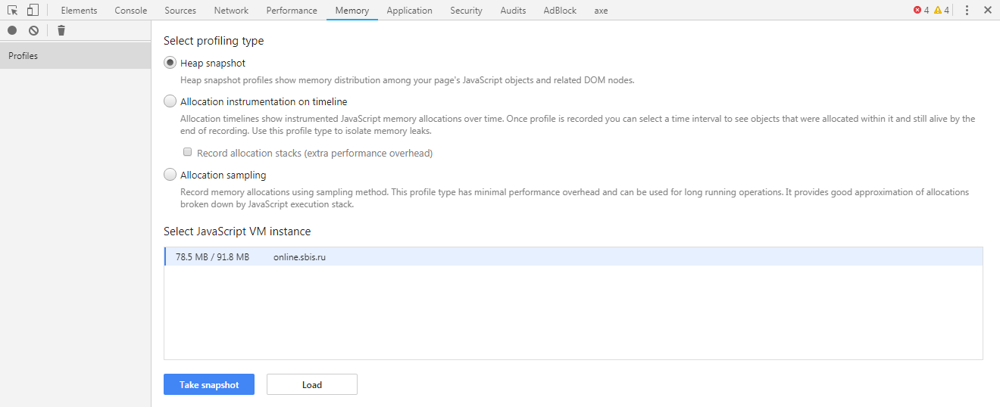 Elements Console Sources Network Performance Memory Application Security Audits AdBlock axe 4 4
Profiles
Select profiling type
Heap snapshot
Heap snapshot profiles show memory distribution among your page's JavaScript objects and related DOM nodes.
Allocation instrumentation on timeline
Allocation timelines show instrumented JavaScript memory allocations over time. Once profile is recorded you can select a time interval to see objects that were allocated within it and still alive by the
end of recording. Use this profile type to isolate memory leaks.
Record allocation stacks (extra performance overhead)
Allocation sampling
Record memory allocations using sampling method. This profile type has minimal performance overhead and can be used for long running operations. It provides good approximation of allocations
broken down by JavaScript execution stack.
Select JavaScript VM instance
78.5 MB / 91.8 MB online.sbis.ru
Take snapshot Load